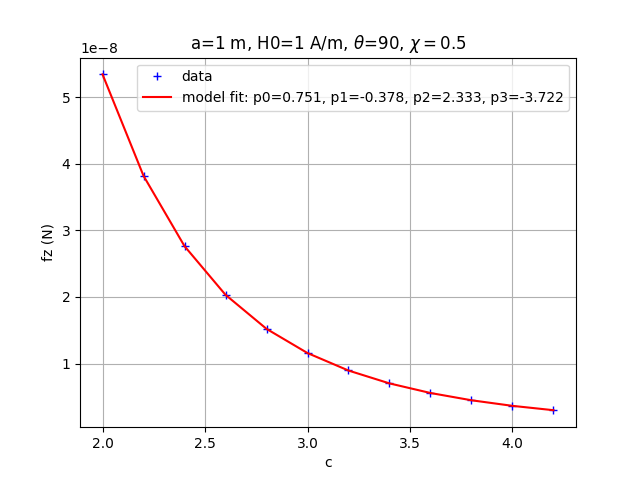 a=1 m, H0=1 A/m, θ=90, χ = 0.5
1e−8
data
model fit: p0=0.751, p1=-0.378, p2=2.333, p3=-3.722
5
4
3
2
1
fz (N)
2.0 2.5 3.0 3.5 4.0
c